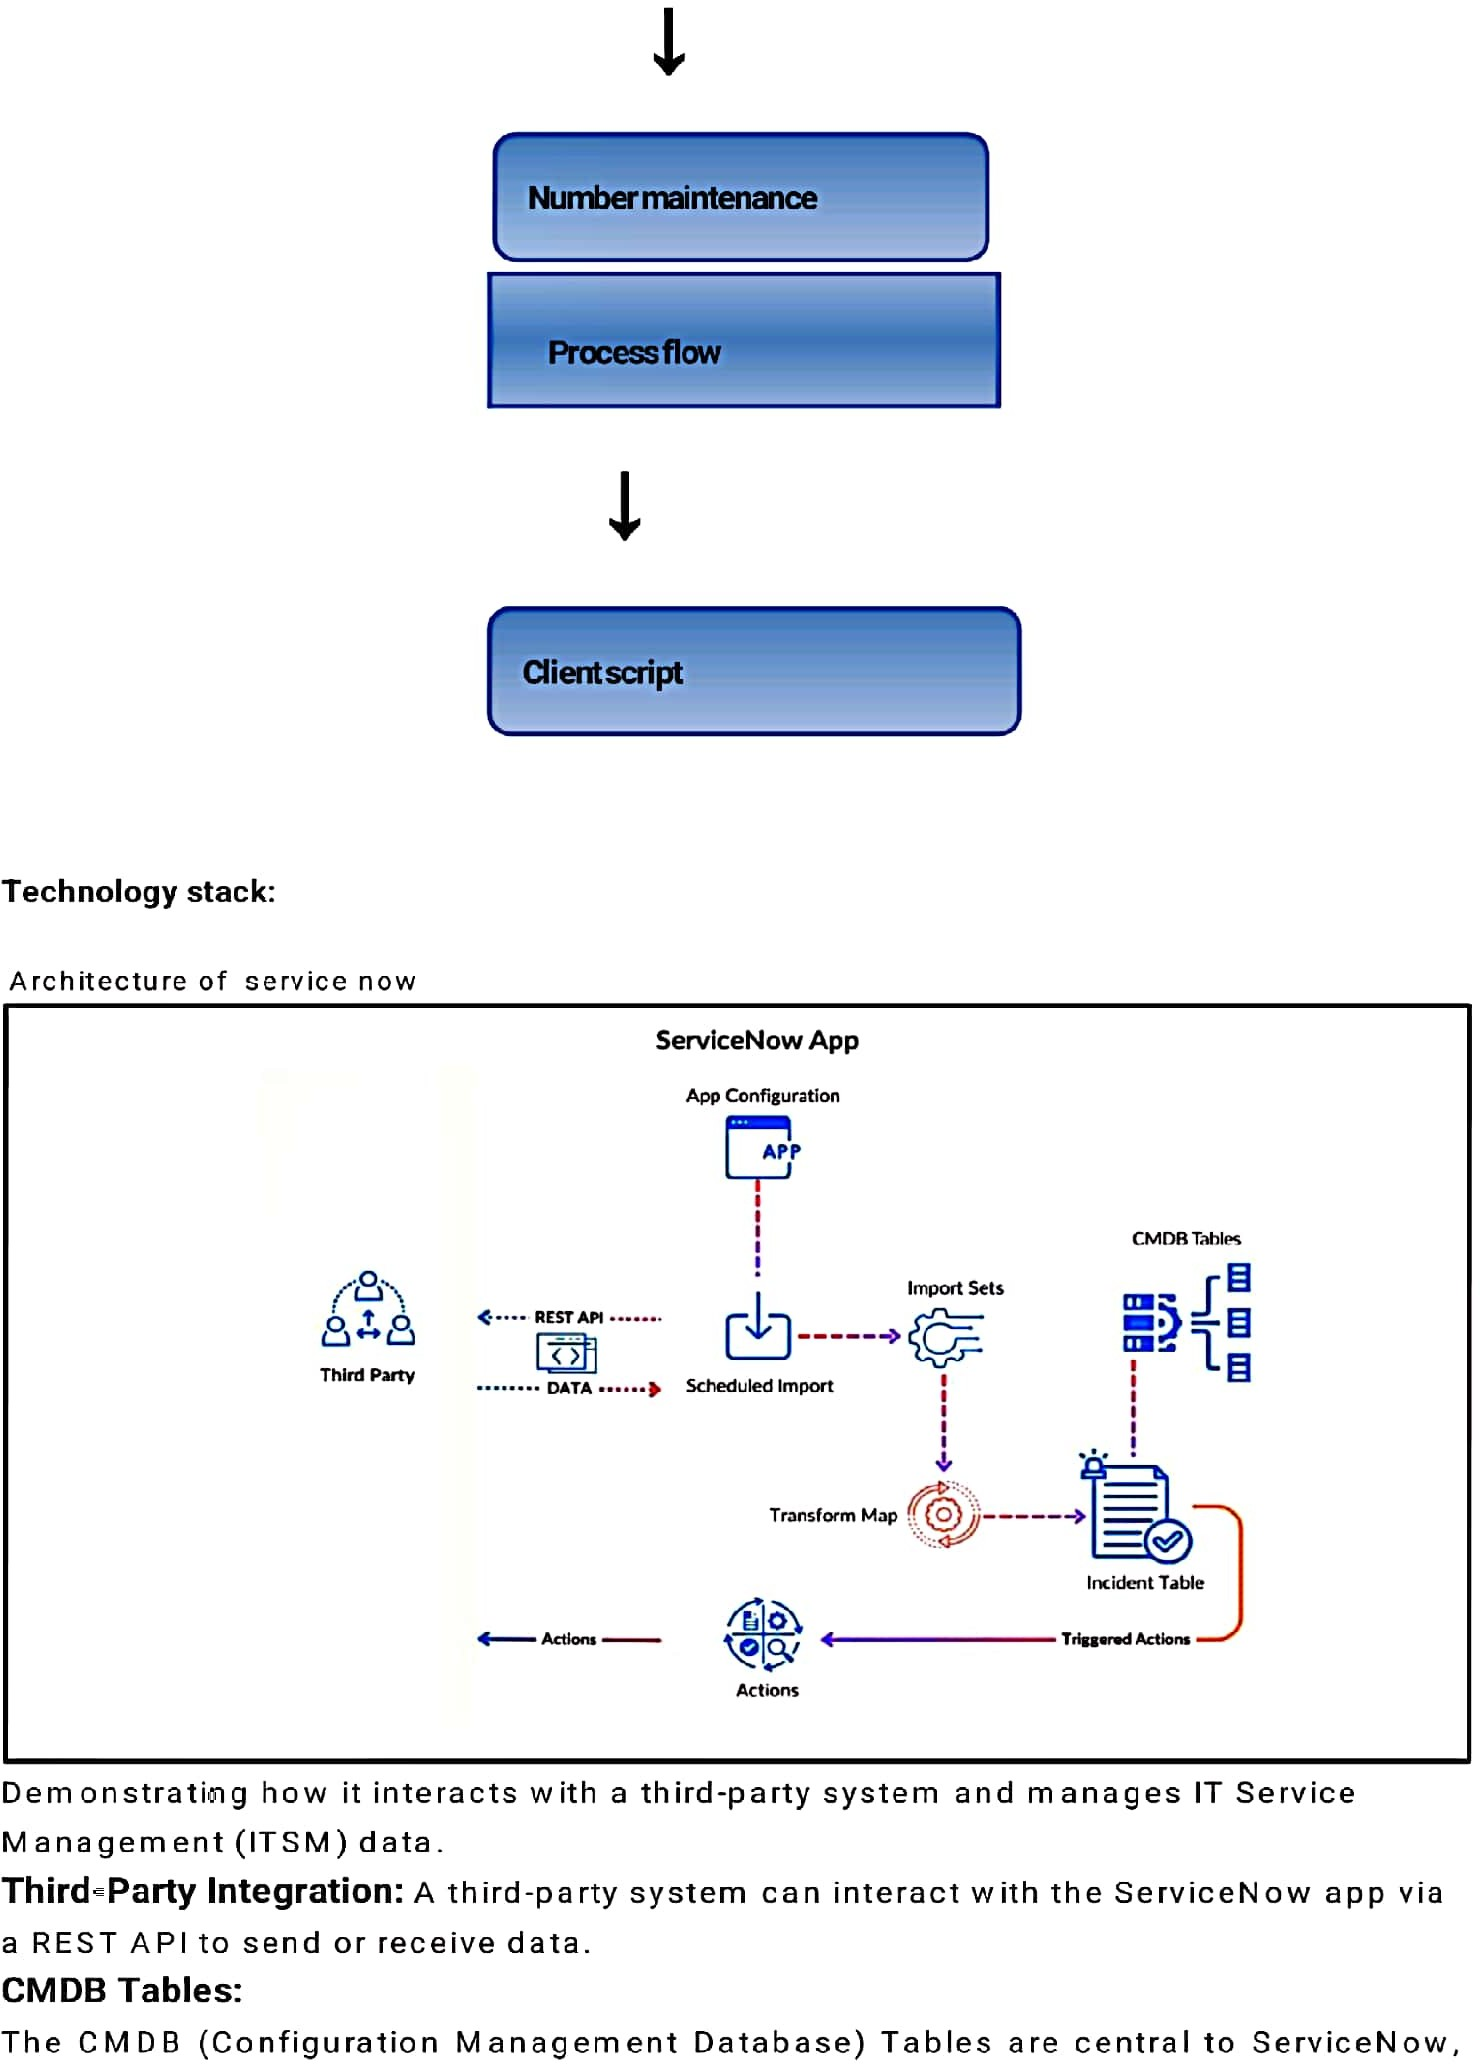 Number maintenance
Process flow
Client script
Technology stack:
Architecture of service now
ServiceNow App
App Configuration
APP
CMDB Tables
Import Sets
REST API
Third Party
DATA
Scheduled Import
Transform Map
Incident Table
Actions
Triggered Actions
Actions
Demonstrating how it interacts with a third-party system and manages IT Service
Management (ITSM) data.
Third-Party Integration: A third-party system can interact with the ServiceNow app via
a REST API to send or receive data.
CMDB Tables:
The CMDB (Configuration Management Database) Tables are central to ServiceNow,